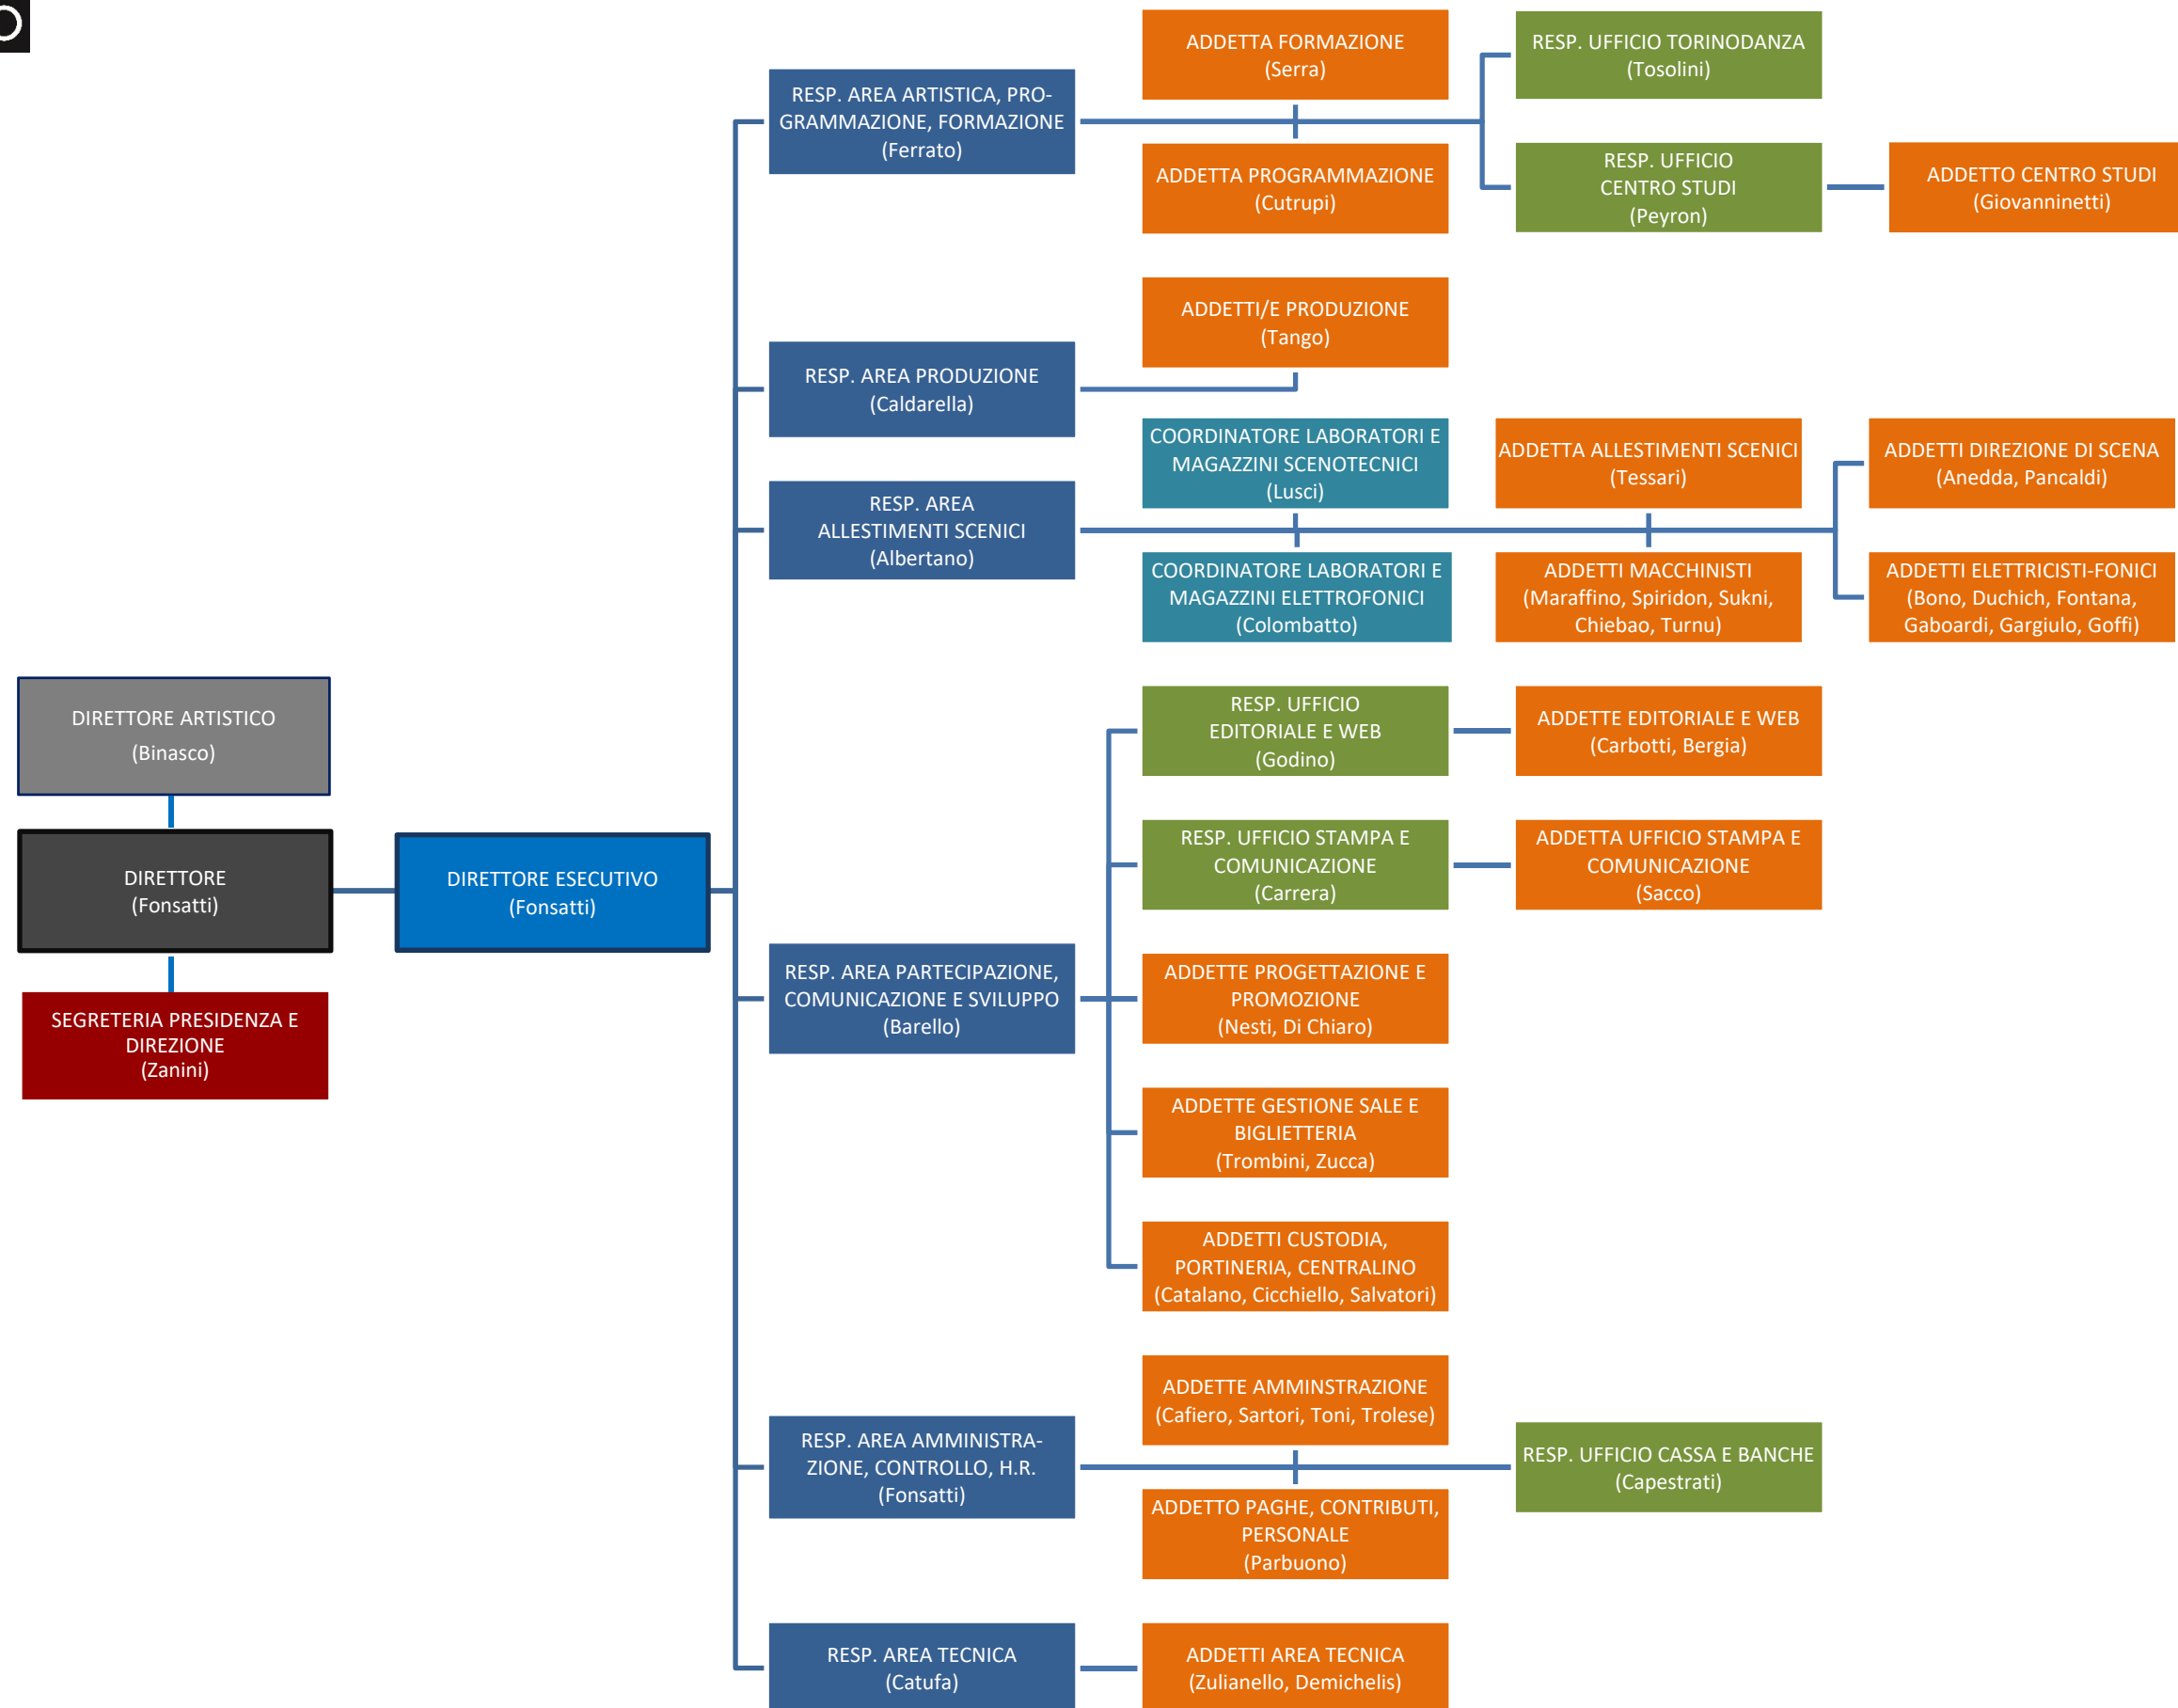 ADDETTA FORMAZIONE
(Serra)
RESP. UFFICIO TORINODANZA
(Tosolini)
RESP. AREA ARTISTICA, PRO-
GRAMMAZIONE, FORMAZIONE
(Ferrato)
ADDETTA PROGRAMMAZIONE
(Cutrupi)
RESP. UFFICIO
CENTRO STUDI
(Peyron)
ADDETTO CENTRO STUDI
(Giovanninetti)
ADDETTI/E PRODUZIONE
(Tango)
RESP. AREA PRODUZIONE
(Caldarella)
COORDINATORE LABORATORI E
MAGAZZINI SCENOTECNICI
(Lusci)
ADDETTA ALLESTIMENTI SCENICI
(Tessari)
ADDETTI DIREZIONE DI SCENA
(Anedda, Pancaldi)
RESP. AREA
ALLESTIMENTI SCENICI
(Albertano)
COORDINATORE LABORATORI E
MAGAZZINI ELETTROFONICI
(Colombatto)
ADDETTI MACCHINISTI
(Maraffino, Spiridon, Sukni,
Chiebao, Turnu)
ADDETTI ELETTRICISTI-FONICI
(Bono, Duchich, Fontana,
Gaboardi, Gargiulo, Goffi)
DIRETTORE ARTISTICO
(Binasco)
RESP. UFFICIO
EDITORIALE E WEB
(Godino)
ADDETTE EDITORIALE E WEB
(Carbotti, Bergia)
DIRETTORE
(Fonsatti)
DIRETTORE ESECUTIVO
(Fonsatti)
RESP. UFFICIO STAMPA E
COMUNICAZIONE
(Carrera)
ADDETTA UFFICIO STAMPA E
COMUNICAZIONE
(Sacco)
SEGRETERIA PRESIDENZA E
DIREZIONE
(Zanini)
RESP. AREA PARTECIPAZIONE,
COMUNICAZIONE E SVILUPPO
(Barello)
ADDETTE PROGETTAZIONE E
PROMOZIONE
(Nesti, Di Chiaro)
ADDETTE GESTIONE SALE E
BIGLIETTERIA
(Trombini, Zucca)
ADDETTI CUSTODIA,
PORTINERIA, CENTRALINO
(Catalano, Cicchiello, Salvatori)
ADDETTE AMMINSTRAZIONE
(Cafiero, Sartori, Toni, Trolese)
RESP. AREA AMMINISTRA-
ZIONE, CONTROLLO, H.R.
(Fonsatti)
RESP. UFFICIO CASSA E BANCHE
(Capestrati)
ADDETTO PAGHE, CONTRIBUTI,
PERSONALE
(Parbuono)
RESP. AREA TECNICA
(Catufa)
ADDETTI AREA TECNICA
(Zulianello, Demichelis)